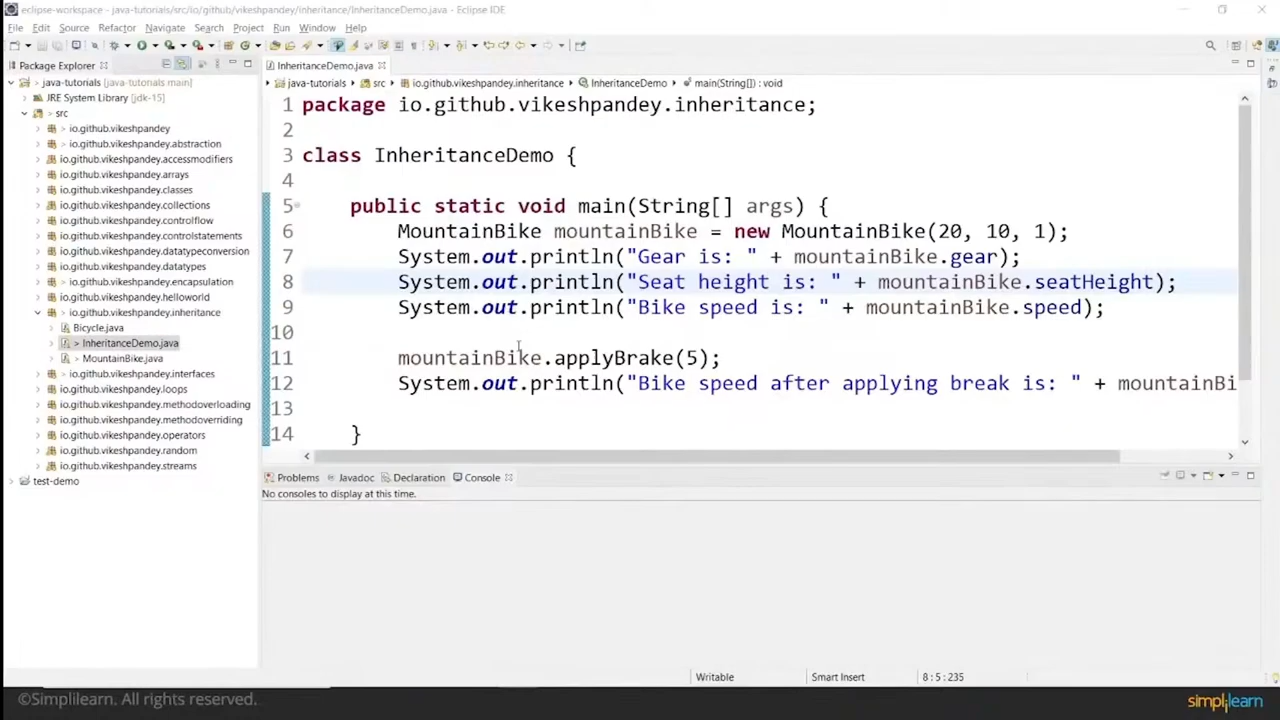 eclipse-workspace - java-tutorials/src/io/github/vikeshpandey/inheritance/InheritanceDemo.java - Eclipse IDE
File Edit Source Refactor Navigate Search Project Run Window Help
Package Explorer
InheritanceDemo.java
java-tutorials [java-tutorials main]
java-tutorials src io.github.vikeshpandey.inheritance InheritanceDemo main(String[]) : void
JRE System Library [jdk-15]
src
> io.github.vikeshpandey
> io.github.vikeshpandey.abstraction
io.github.vikeshpandey.accessmodifiers
io.github.vikeshpandey.arrays
io.github.vikeshpandey.classes
io.github.vikeshpandey.collections
io.github.vikeshpandey.controlflow
io.github.vikeshpandey.controlstatements
io.github.vikeshpandey.datatypeconversion
io.github.vikeshpandey.datatypes
> io.github.vikeshpandey.encapsulation
io.github.vikeshpandey.helloworld
> io.github.vikeshpandey.inheritance
Bicycle.java
> InheritanceDemo.java
> MountainBike.java
> io.github.vikeshpandey.interfaces
io.github.vikeshpandey.loops
io.github.vikeshpandey.methodoverloading
io.github.vikeshpandey.methodoverriding
io.github.vikeshpandey.operators
io.github.vikeshpandey.random
io.github.vikeshpandey.streams
test-demo
1 package io.github.vikeshpandey.inheritance;
2
3 class InheritanceDemo {
4
5 public static void main(String[] args) {
6 MountainBike mountainBike = new MountainBike(20, 10, 1);
7 System.out.println("Gear is: " + mountainBike.gear);
8 System.out.println("Seat height is: " + mountainBike.seatHeight);
9 System.out.println("Bike speed is: " + mountainBike.speed);
10
11 mountainBike.applyBrake(5);
12 System.out.println("Bike speed after applying break is: " + mountainBi
13
14 }
Problems Javadoc Declaration Console
No consoles to display at this time.
Writable Smart Insert 8 : 5 : 235
©Simplilearn. All rights reserved.
simplilearn